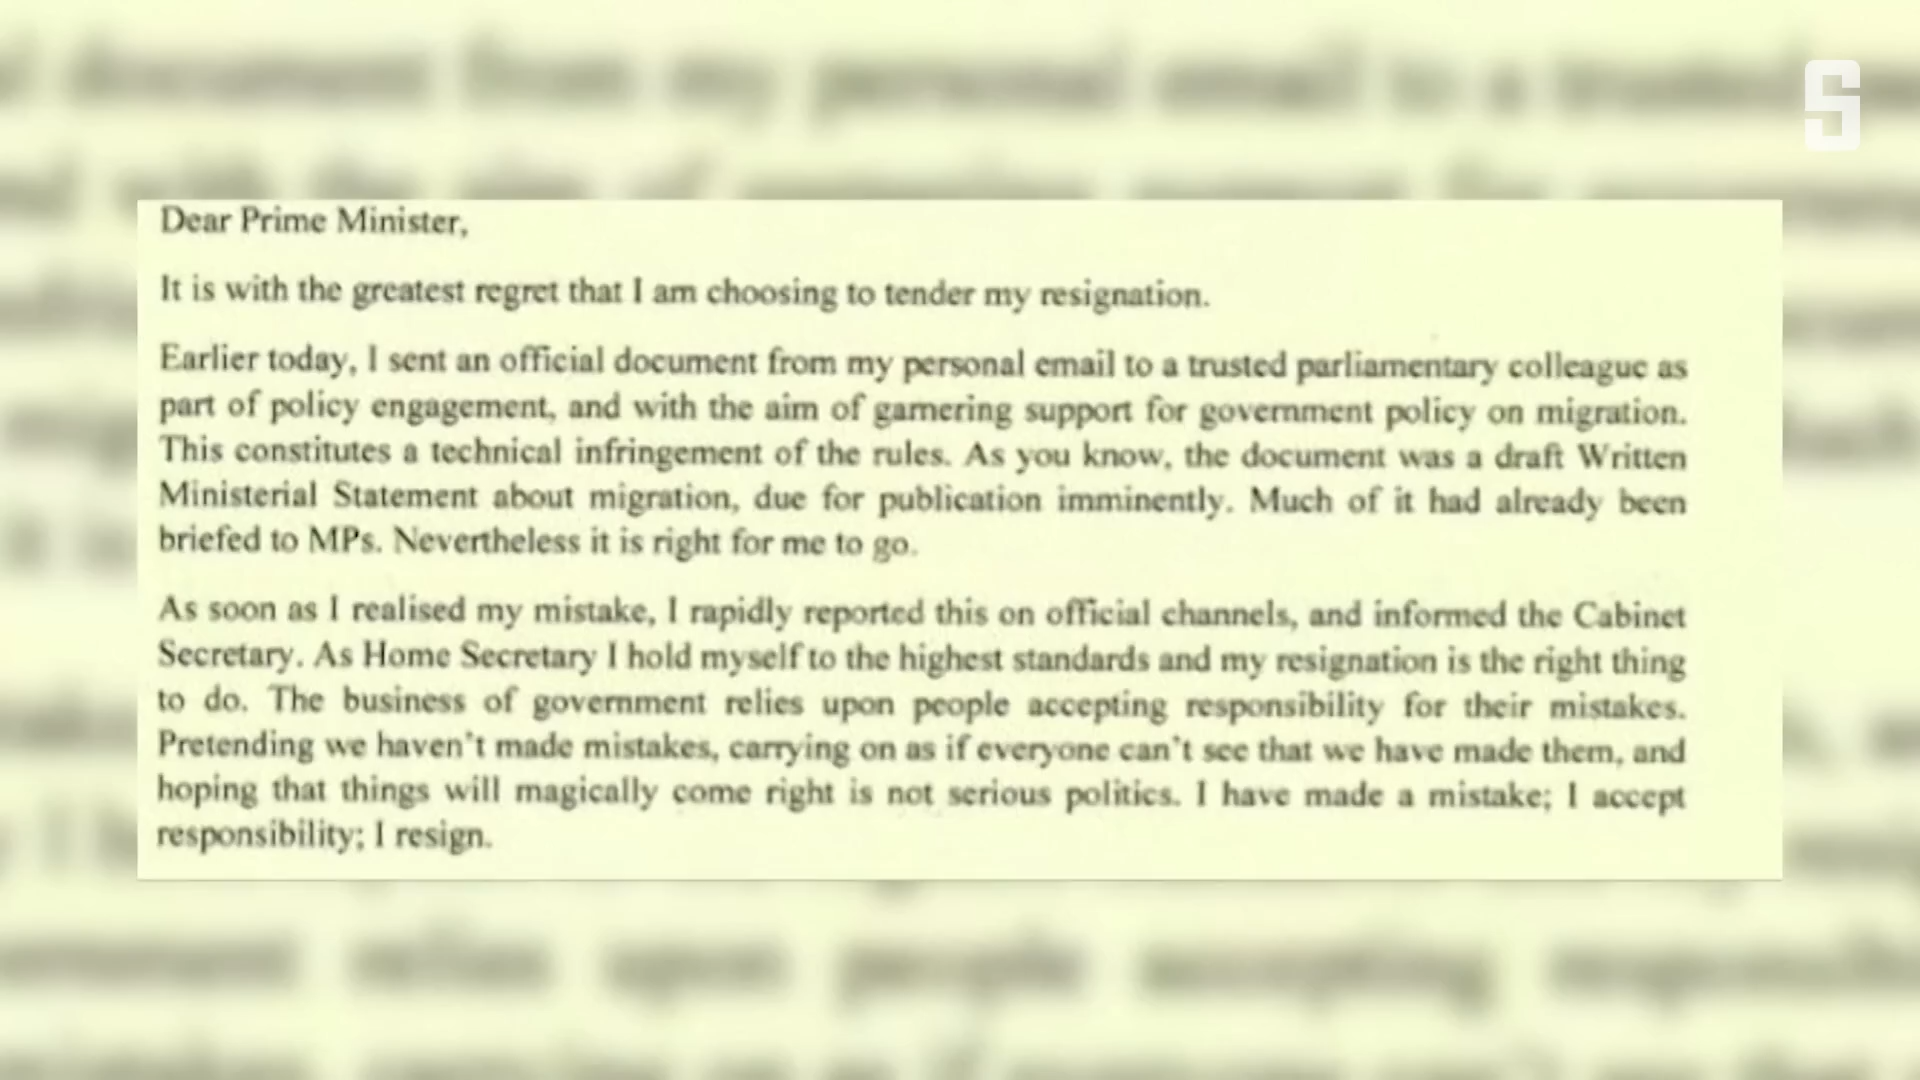 Dear Prime Minister,
It is with the greatest regret that I am choosing to tender my resignation.
Earlier today, I sent an official document from my personal email to a trusted parliamentary colleague as
part of policy engagement, and with the aim of garnering support for government policy on migration.
This constitutes a technical infringement of the rules. As you know, the document was a draft Written
Ministerial Statement about migration, due for publication imminently. Much of it had already been
briefed to MPs. Nevertheless it is right for me to go.
As soon as I realised my mistake, I rapidly reported this on official channels, and informed the Cabinet
Secretary. As Home Secretary I hold myself to the highest standards and my resignation is the right thing
to do. The business of government relies upon people accepting responsibility for their mistakes.
Pretending we haven't made mistakes, carrying on as if everyone can't see that we have made them, and
hoping that things will magically come right is not serious politics. I have made a mistake; I accept
responsibility; I resign.
S